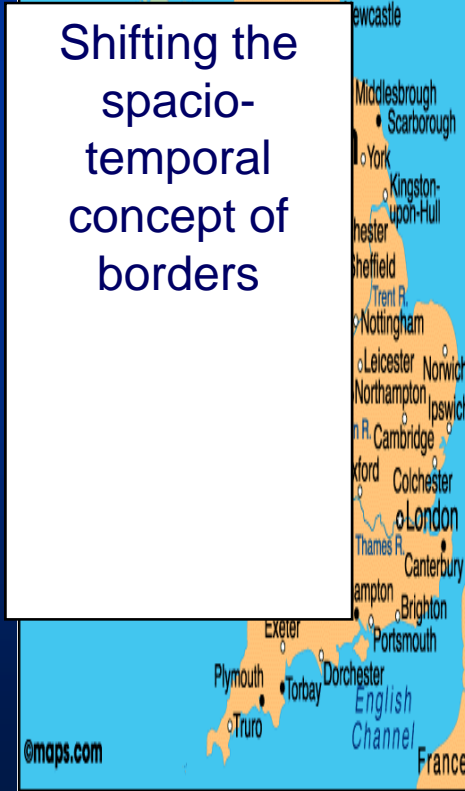 Shifting the
spacio-
temporal
concept of
borders
ewcastle
Middlesbrough
Scarborough
York
Kingston-
upon-Hull
hester
Sheffield
Trent R.
Nottingham
Leicester
Norwich
Northampton
Ipswich
n R.
Cambridge
xford
Colchester
London
Thames R.
Canterbury
ampton
Brighton
Exeter
Portsmouth
Plymouth
Torbay
Dorchester
English
Channel
Truro
©maps.com
France